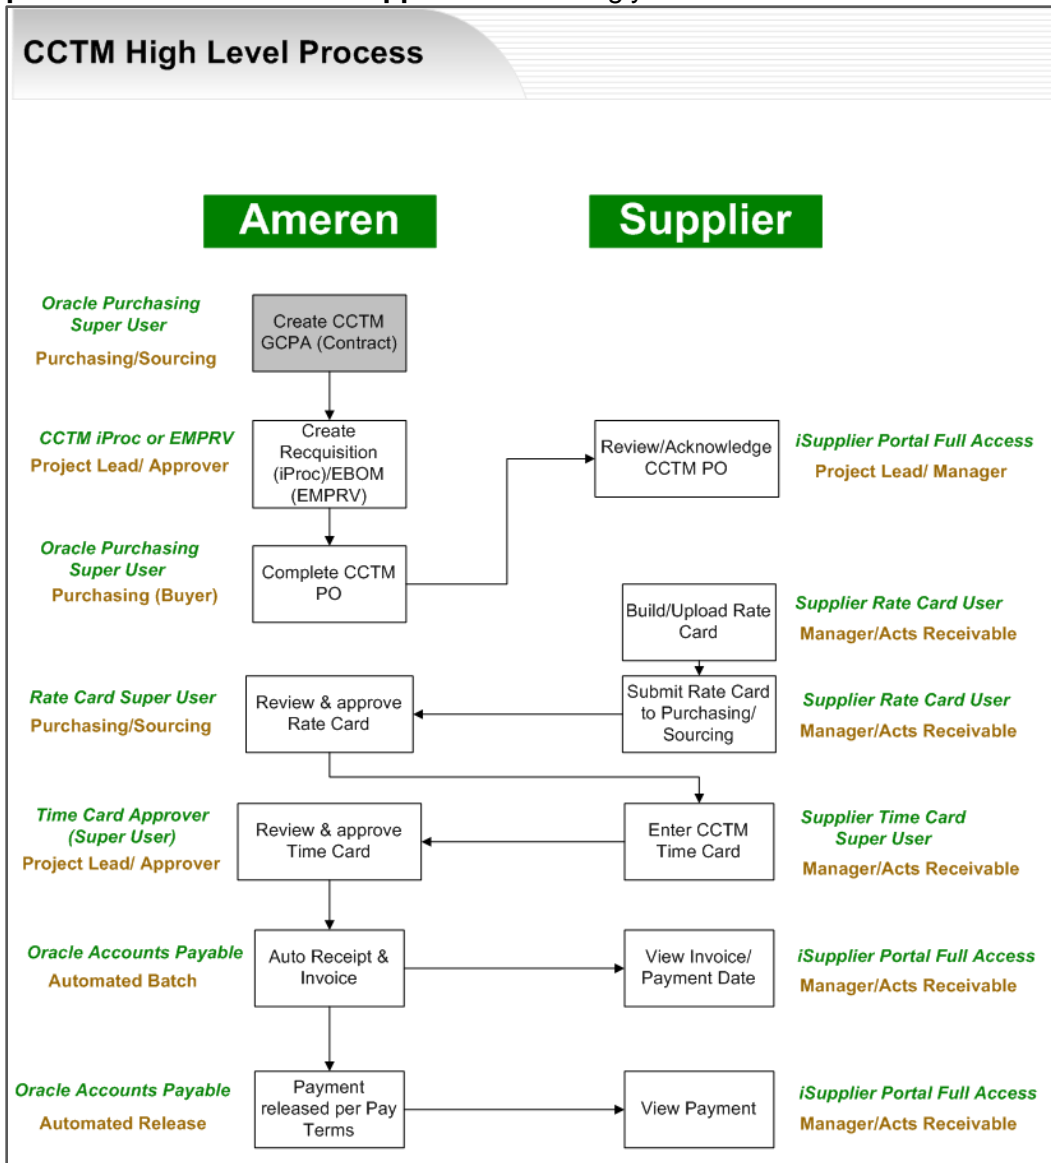 CCTM High Level Process
Ameren
Supplier
Oracle Purchasing
Super User
Purchasing/Sourcing
Create CCTM
GCPA (Contract)
CCTM iProc or EMPRV
Project Lead/ Approver
Create
Recquisition
(iProc)/EBOM
(EMPRV)
Review/Acknowledge
CCTM PO
iSupplier Portal Full Access
Project Lead/ Manager
Oracle Purchasing
Super User
Purchasing (Buyer)
Complete CCTM
PO
Build/Upload Rate
Card
Supplier Rate Card User
Manager/Acts Receivable
Rate Card Super User
Purchasing/Sourcing
Review & approve
Rate Card
Submit Rate Card
to Purchasing/
Sourcing
Supplier Rate Card User
Manager/Acts Receivable
Time Card Approver
(Super User)
Project Lead/ Approver
Review & approve
Time Card
Enter CCTM
Time Card
Supplier Time Card
Super User
Manager/Acts Receivable
Oracle Accounts Payable
Automated Batch
Auto Receipt &
Invoice
View Invoice/
Payment Date
iSupplier Portal Full Access
Manager/Acts Receivable
Oracle Accounts Payable
Automated Release
Payment
released per Pay
Terms
View Payment
iSupplier Portal Full Access
Manager/Acts Receivable